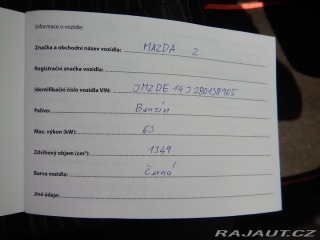 Informace o vozidle:
Značka a obchodní název vozidla: MAZDA 2
Registrační značka vozidla:
Identifikační číslo vozidla VIN: JMZDE14J280138905
Palivo: Benzín
Max. výkon (kW): 63
Zdvihový objem (cm³): 1349
Barva vozidla: Černá
Jiné údaje:
RAJAUT.CZ